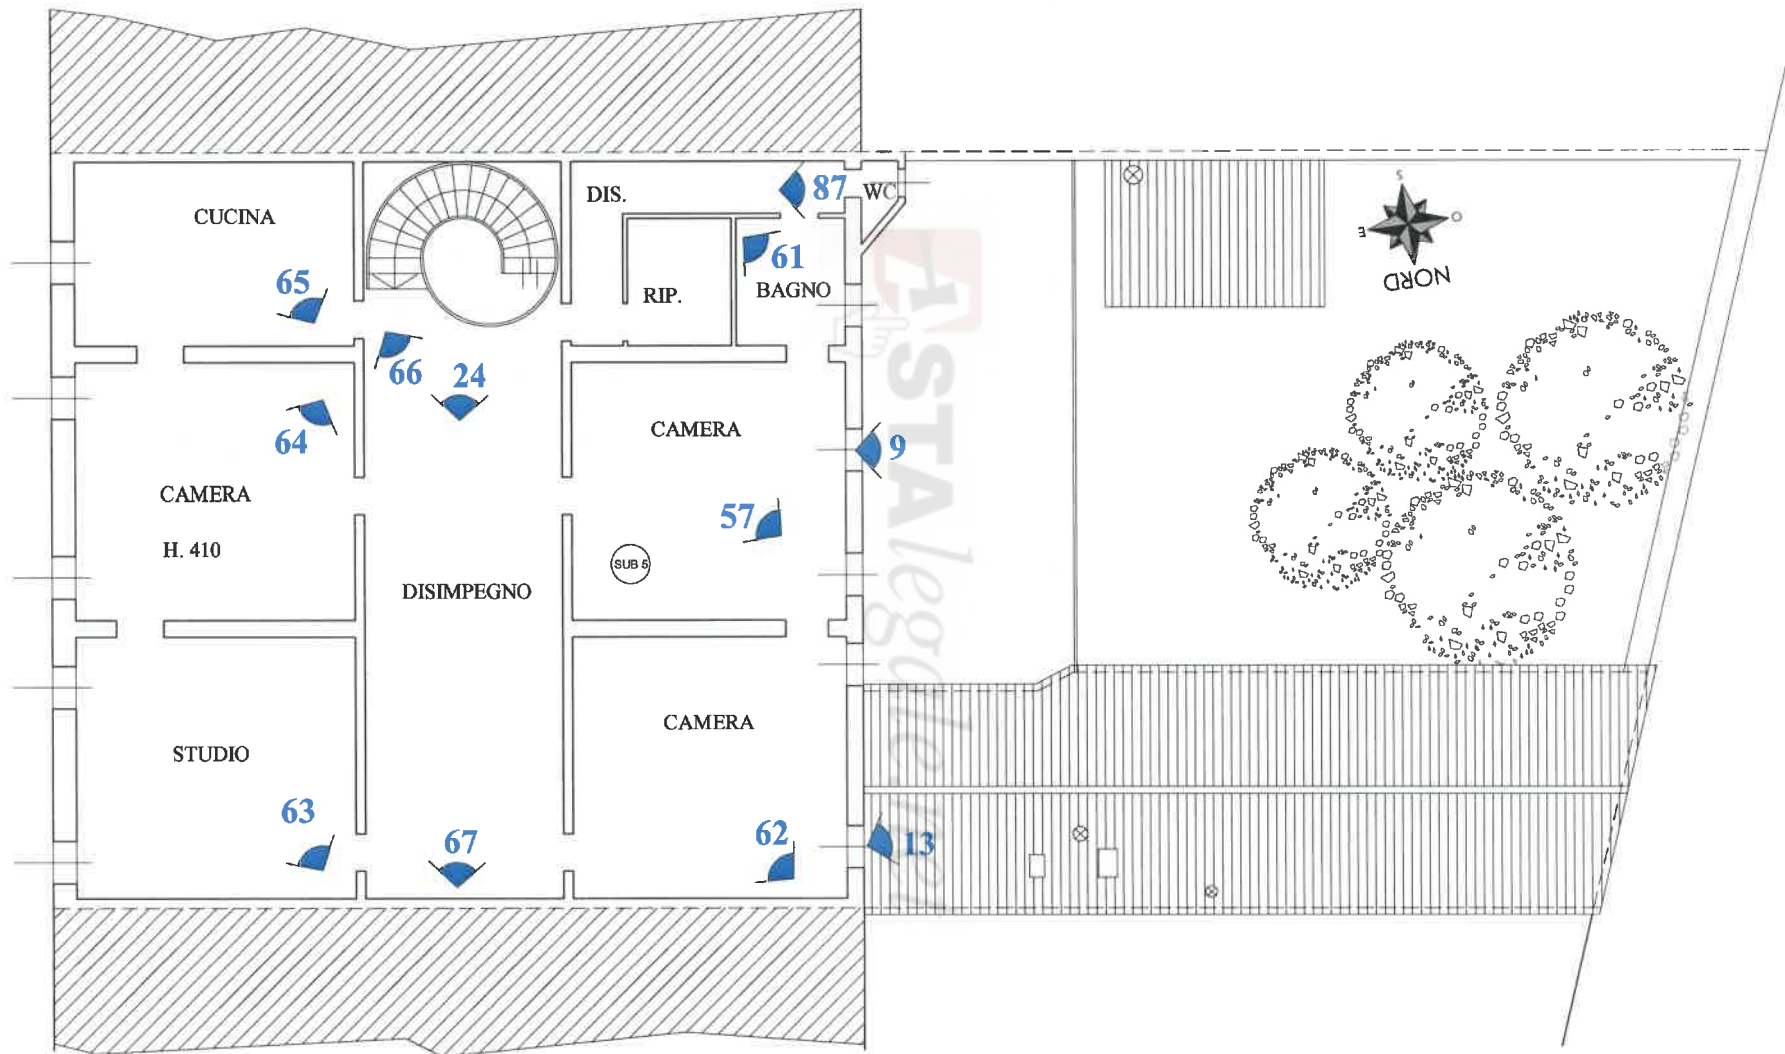 DIS.
87
WC
CUCINA
S
O
E
NORD
61
65
RIP.
BAGNO
66
24
64
CAMERA
9
CAMERA
57
H. 410
SUB 5
DISIMPEGNO
CAMERA
STUDIO
63
67
62
13
ASTAlegale.net